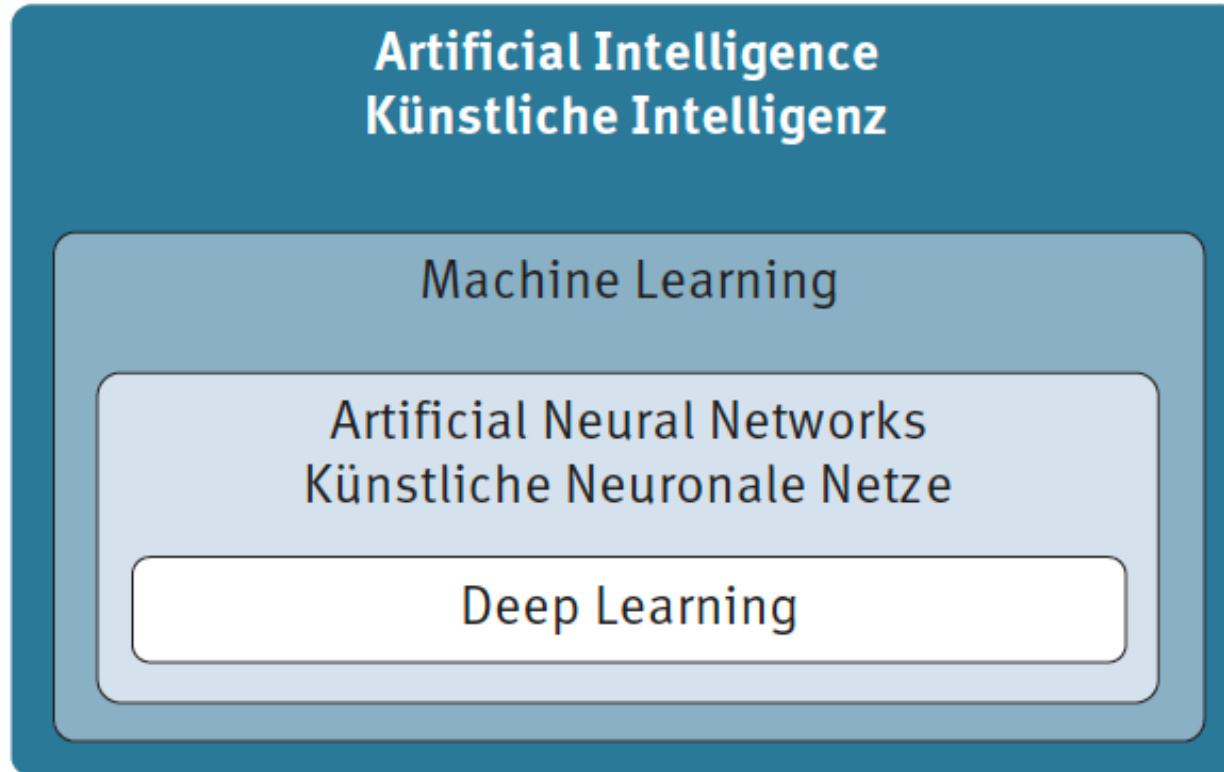 Artificial Intelligence
Künstliche Intelligenz
Machine Learning
Artificial Neural Networks
Künstliche Neuronale Netze
Deep Learning